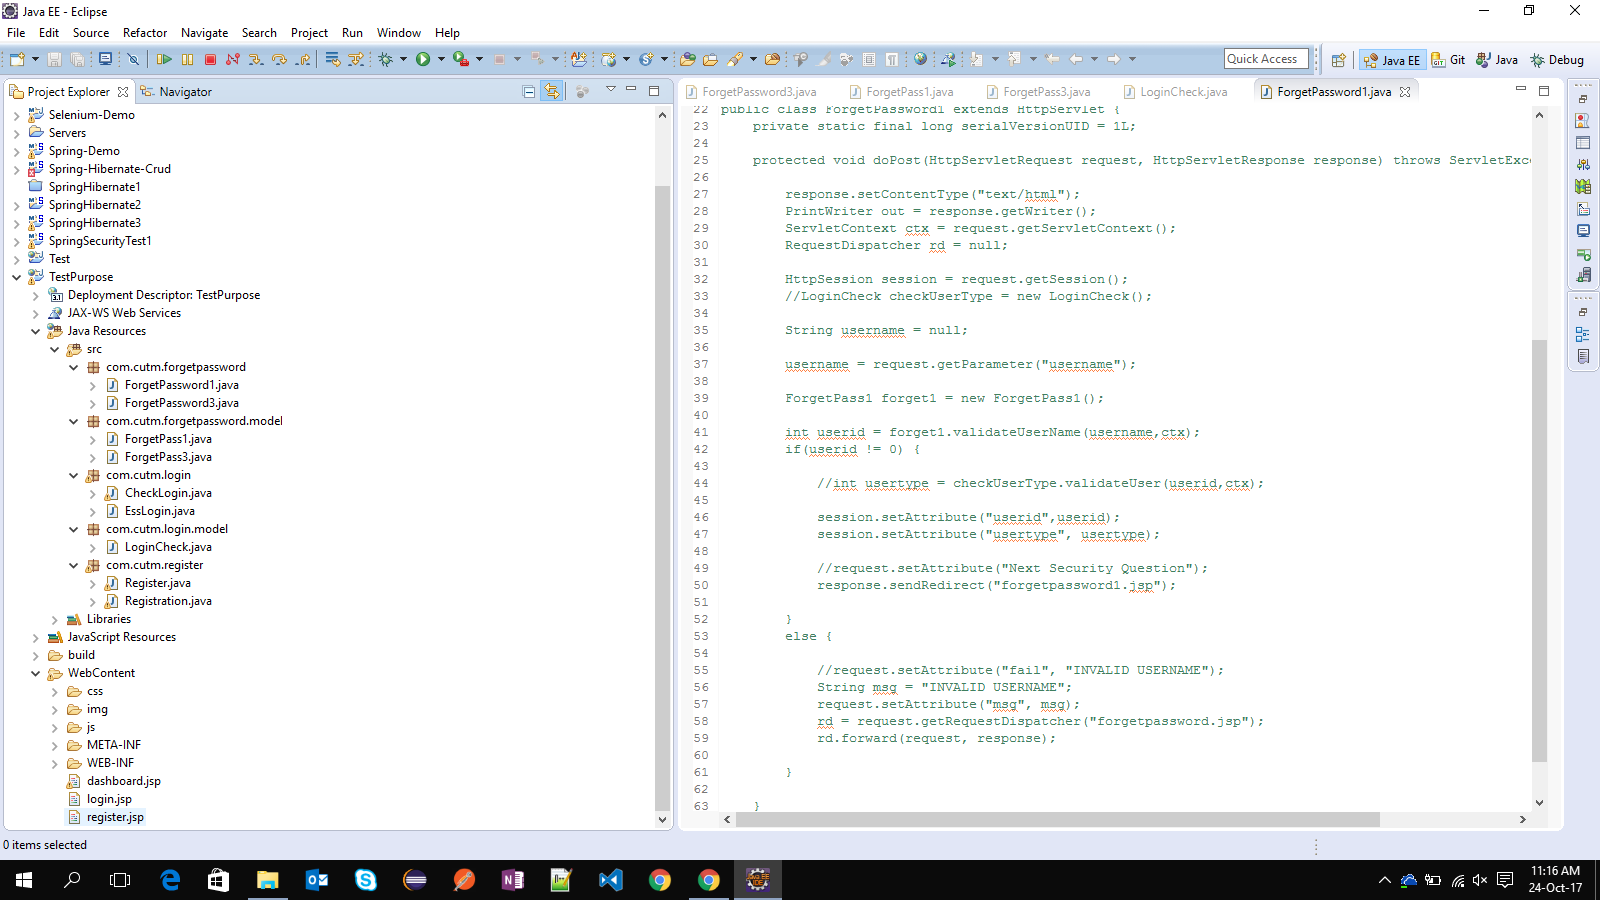 Java EE - Eclipse
File Edit Source Refactor Navigate Search Project Run Window Help
Quick Access
Java EE
Git
Java
Debug
Project Explorer
Navigator
Selenium-Demo
Servers
Spring-Demo
Spring-Hibernate-Crud
SpringHibernate1
SpringHibernate2
SpringHibernate3
SpringSecurityTest1
Test
TestPurpose
Deployment Descriptor: TestPurpose
JAX-WS Web Services
Java Resources
src
com.cutm.forgetpassword
ForgetPassword1.java
ForgetPassword3.java
com.cutm.forgetpassword.model
ForgetPass1.java
ForgetPass3.java
com.cutm.login
CheckLogin.java
EssLogin.java
com.cutm.login.model
LoginCheck.java
com.cutm.register
Register.java
Registration.java
Libraries
JavaScript Resources
build
WebContent
css
img
js
META-INF
WEB-INF
dashboard.jsp
login.jsp
register.jsp
ForgetPassword3.java
ForgetPass1.java
ForgetPass3.java
LoginCheck.java
ForgetPassword1.java
22 public class ForgetPassword1 extends HttpServlet {
23 private static final long serialVersionUID = 1L;
24
25 protected void doPost(HttpServletRequest request, HttpServletResponse response) throws ServletExc
26
27 response.setContentType("text/html");
28 PrintWriter out = response.getWriter();
29 ServletContext ctx = request.getServletContext();
30 RequestDispatcher rd = null;
31
32 HttpSession session = request.getSession();
33 //LoginCheck checkUserType = new LoginCheck();
34
35 String username = null;
36
37 username = request.getParameter("username");
38
39 ForgetPass1 forget1 = new ForgetPass1();
40
41 int userid = forget1.validateUserName(username,ctx);
42 if(userid != 0) {
43
44 //int usertype = checkUserType.validateUser(userid,ctx);
45
46 session.setAttribute("userid",userid);
47 session.setAttribute("usertype", usertype);
48
49 //request.setAttribute("Next Security Question");
50 response.sendRedirect("forgetpassword1.jsp");
51
52 }
53 else {
54
55 //request.setAttribute("fail", "INVALID USERNAME");
56 String msg = "INVALID USERNAME";
57 request.setAttribute("msg", msg);
58 rd = request.getRequestDispatcher("forgetpassword.jsp");
59 rd.forward(request, response);
60
61 }
62
63 }
0 items selected
11:16 AM
24-Oct-17